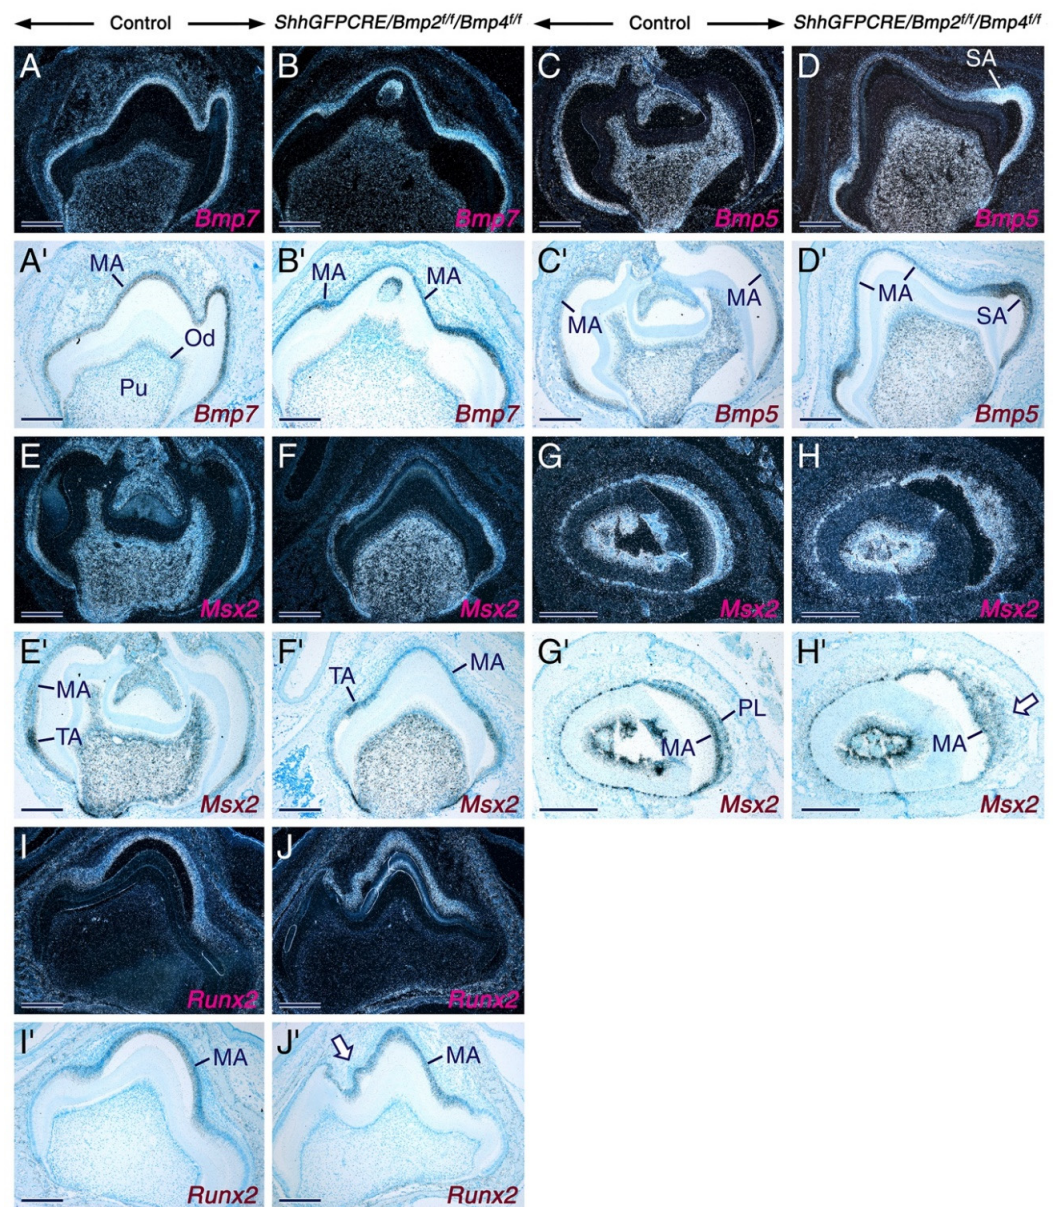 Control ShhGFPCRE/Bmp2f/f/Bmp4f/f Control ShhGFPCRE/Bmp2f/f/Bmp4f/f
A B C D SA
Bmp7 Bmp7 Bmp5 Bmp5
A' MA B' MA MA C' D'
MA MA MA SA
Od
Pu
Bmp7 Bmp7 Bmp5 Bmp5
E F G H
Msx2 Msx2 Msx2 Msx2
E' F' G' H'
MA TA MA PL
TA MA MA
Msx2 Msx2 Msx2 Msx2
I J
Runx2 Runx2
I' J'
MA MA
Runx2 Runx2